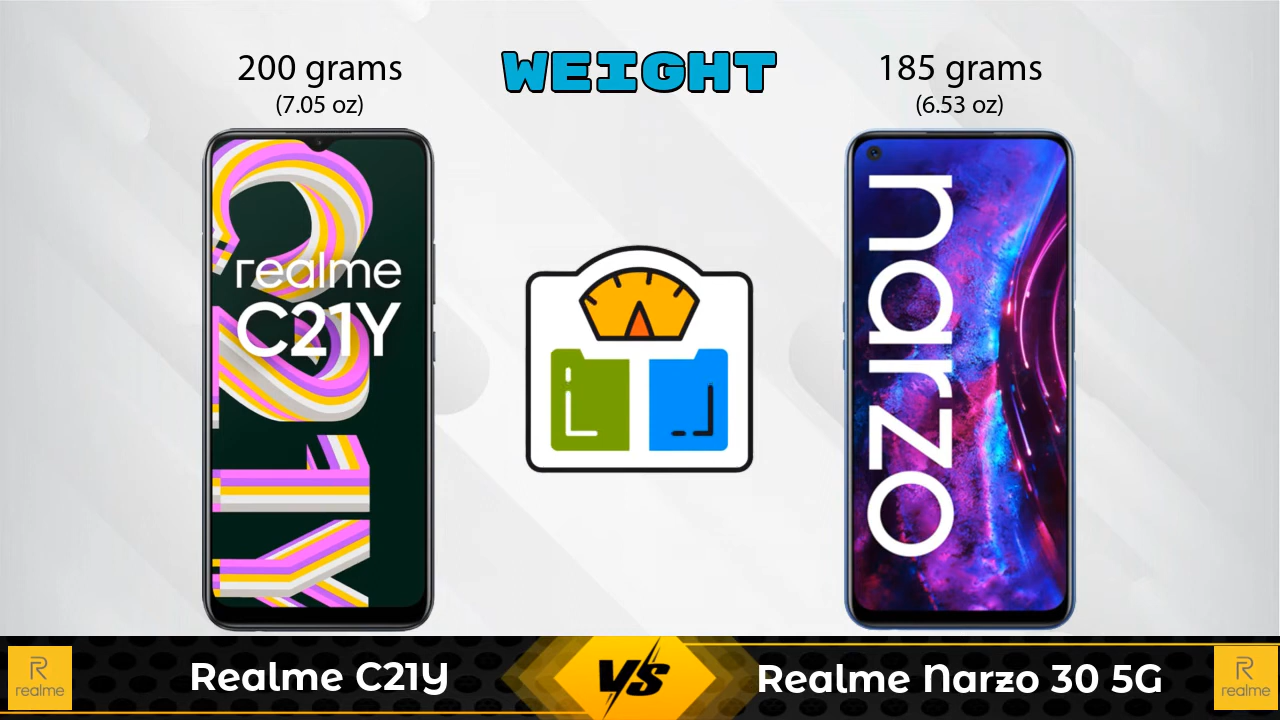 WEIGHT
200 grams
(7.05 oz)
185 grams
(6.53 oz)
realme
C21Y
C21Y
narzo
R
realme
Realme C21Y
VS
Realme Narzo 30 5G
R
realme